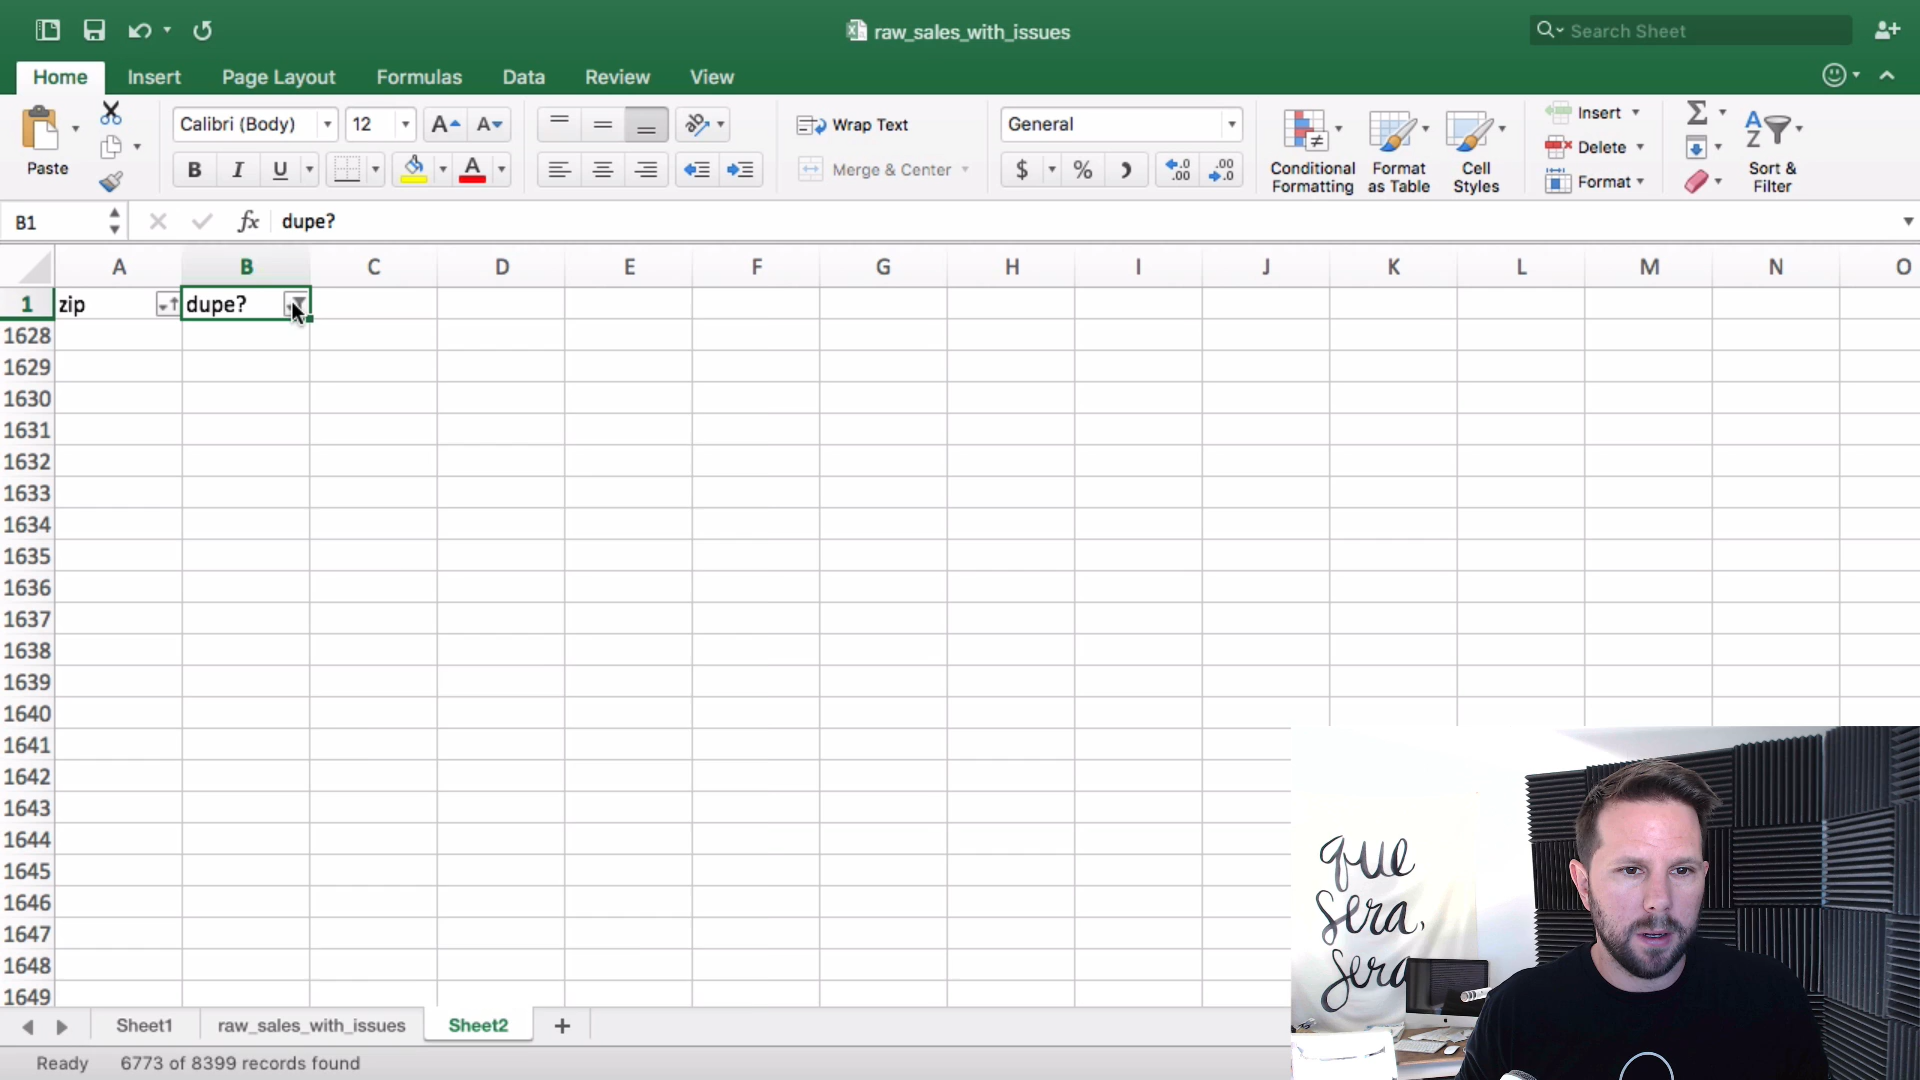 raw_sales_with_issues
Search Sheet
Home Insert Page Layout Formulas Data Review View
Paste
Calibri (Body) 12
Wrap Text
Merge & Center
General
Conditional Formatting
Format as Table
Cell Styles
Insert
Delete
Format
Sort & Filter
B1 fx dupe?
A B C D E F G H I J K L M N O
1 zip dupe?
1628
1629
1630
1631
1632
1633
1634
1635
1636
1637
1638
1639
1640
1641
1642
1643
1644
1645
1646
1647
1648
1649
que
sera,
sera
Sheet1 raw_sales_with_issues Sheet2 +
Ready 6773 of 8399 records found